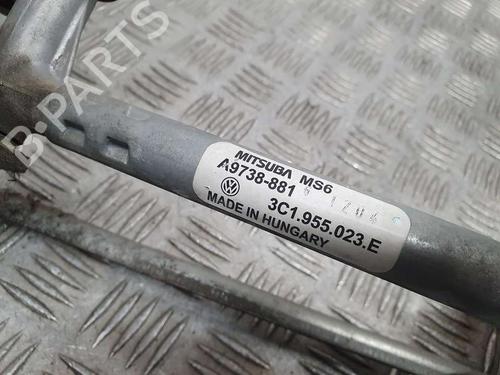 B-PARTS
MITSUBA MS6
A9738-881
3C1.955.023.E
MADE IN HUNGARY